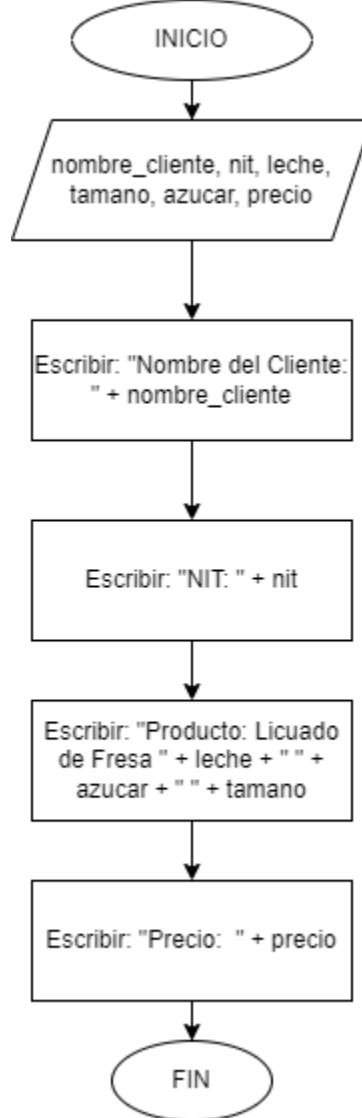 INICIO
nombre_cliente, nit, leche,
tamano, azucar, precio
Escribir: "Nombre del Cliente:
" + nombre_cliente
Escribir: "NIT: " + nit
Escribir: "Producto: Licuado
de Fresa " + leche + " " +
azucar + " " + tamano
Escribir: "Precio:  " + precio
FIN